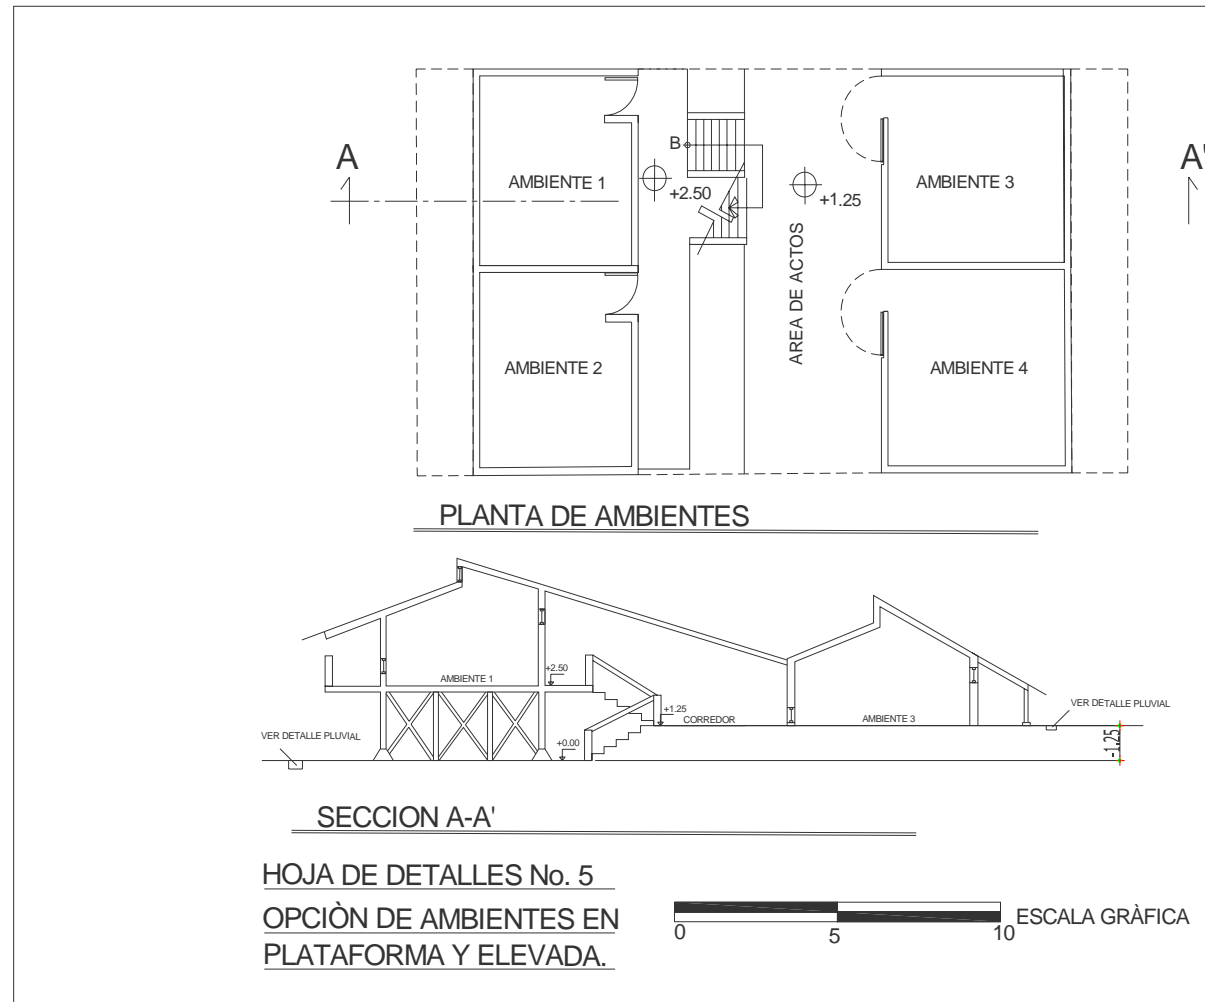 A
A'
AMBIENTE 1
B
+2.50
+1.25
AMBIENTE 3
AREA DE ACTOS
AMBIENTE 2
AMBIENTE 4
PLANTA DE AMBIENTES
+2.50
AMBIENTE 1
+1.25
CORREDOR
AMBIENTE 3
VER DETALLE PLUVIAL
VER DETALLE PLUVIAL
+0.00
-1.25
SECCION A-A'
HOJA DE DETALLES No. 5
OPCIÒN DE AMBIENTES EN
PLATAFORMA Y ELEVADA.
0
5
10
ESCALA GRÀFICA